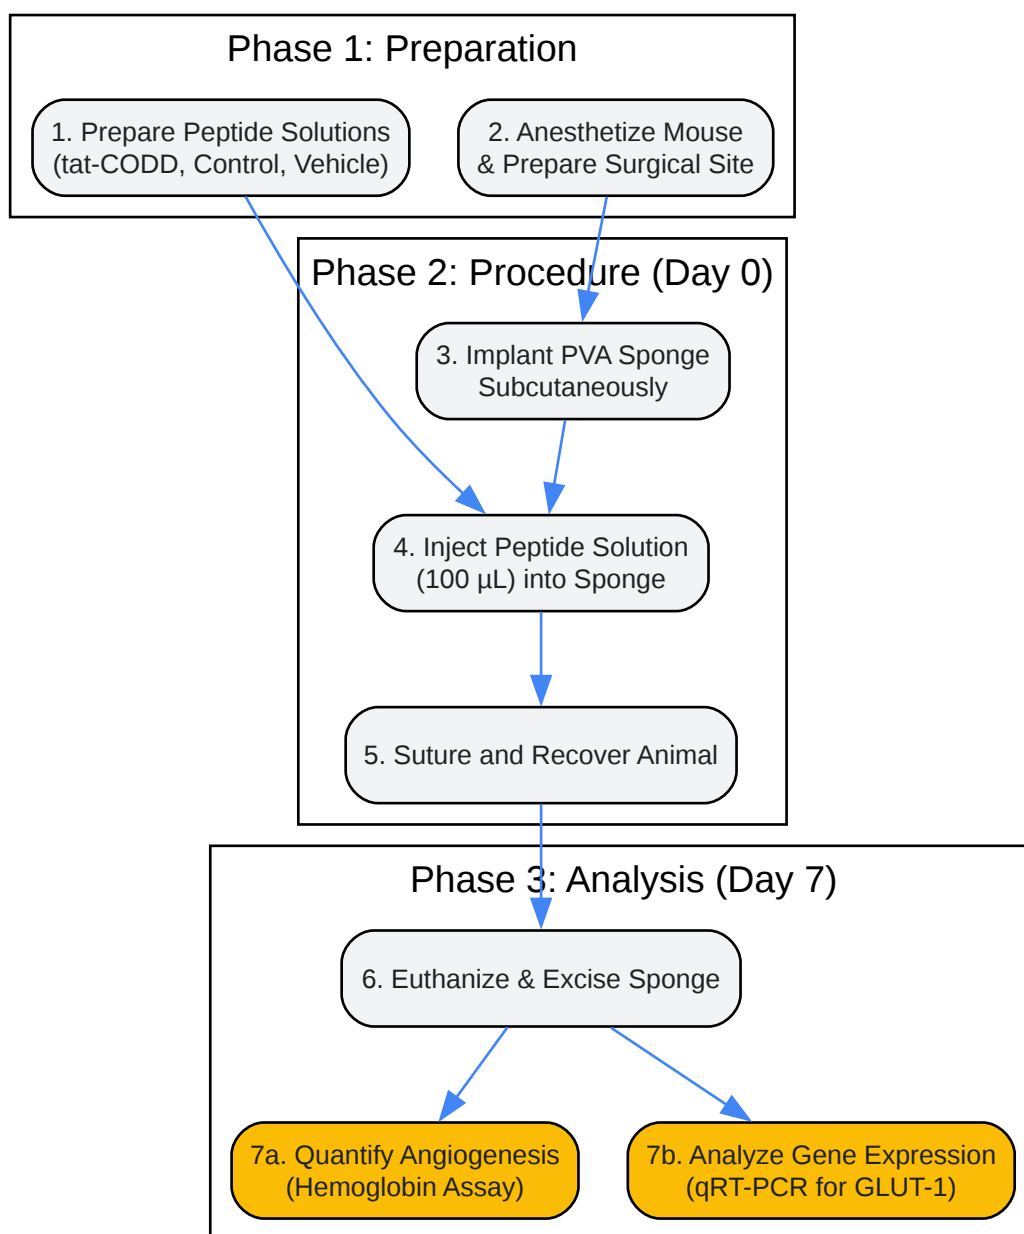 Phase 1: Preparation
1. Prepare Peptide Solutions
(tat-CODD, Control, Vehicle)
2. Anesthetize Mouse
& Prepare Surgical Site
Phase 2: Procedure (Day 0)
3. Implant PVA Sponge
Subcutaneously
4. Inject Peptide Solution
(100 µL) into Sponge
5. Suture and Recover Animal
Phase 3: Analysis (Day 7)
6. Euthanize & Excise Sponge
7a. Quantify Angiogenesis
(Hemoglobin Assay)
7b. Analyze Gene Expression
(qRT-PCR for GLUT-1)